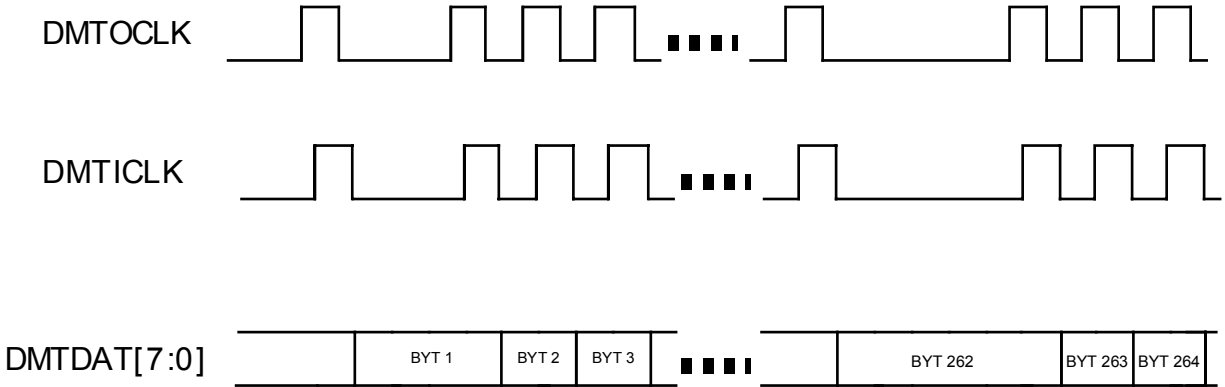 DMTOCLK
DMTICLK
DMTDAT[7:0] BYT 1 BYT 2 BYT 3 BYT 262 BYT 263 BYT 264